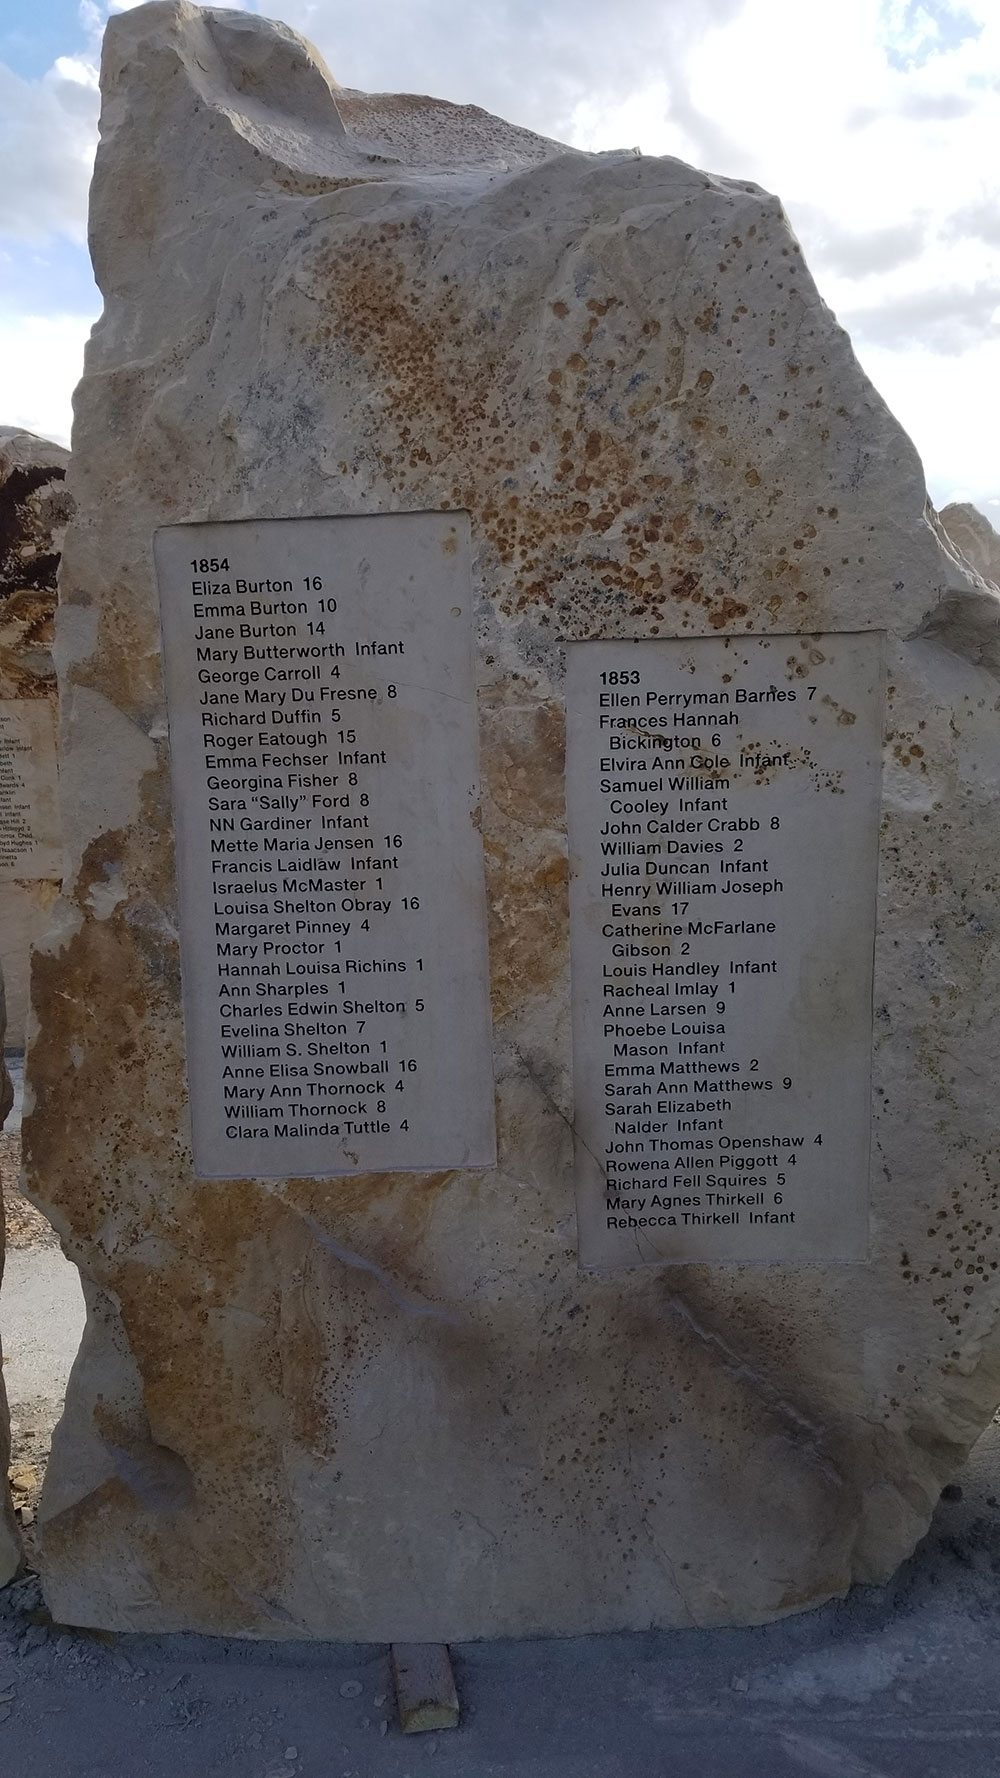 1854
Eliza Burton 16
Emma Burton 10
Jane Burton 14
Mary Butterworth Infant
George Carroll 4
Jane Mary Du Fresne 8
Richard Duffin 5
Roger Eatough 15
Emma Fechser Infant
Georgina Fisher 8
Sara “Sally” Ford 8
NN Gardiner Infant
Mette Maria Jensen 16
Francis Laidlaw Infant
Israelus McMaster 1
Louisa Shelton Obray 16
Margaret Pinney 4
Mary Proctor 1
Hannah Louisa Richins 1
Ann Sharples 1
Charles Edwin Shelton 5
Evelina Shelton 7
William S. Shelton 1
Anne Elisa Snowball 16
Mary Ann Thornock 4
William Thornock 8
Clara Malinda Tuttle 4
1853
Ellen Perryman Barnes 7
Frances Hannah
Bickington 6
Elvira Ann Cole Infant
Samuel William
Cooley Infant
John Calder Crabb 8
William Davies 2
Julia Duncan Infant
Henry William Joseph
Evans 17
Catherine McFarlane
Gibson 2
Louis Handley Infant
Racheal Imlay 1
Anne Larsen 9
Phoebe Louisa
Mason Infant
Emma Matthews 2
Sarah Ann Matthews 9
Sarah Elizabeth
Nalder Infant
John Thomas Openshaw 4
Rowena Allen Piggott 4
Richard Fell Squires 5
Mary Agnes Thirkell 6
Rebecca Thirkell Infant